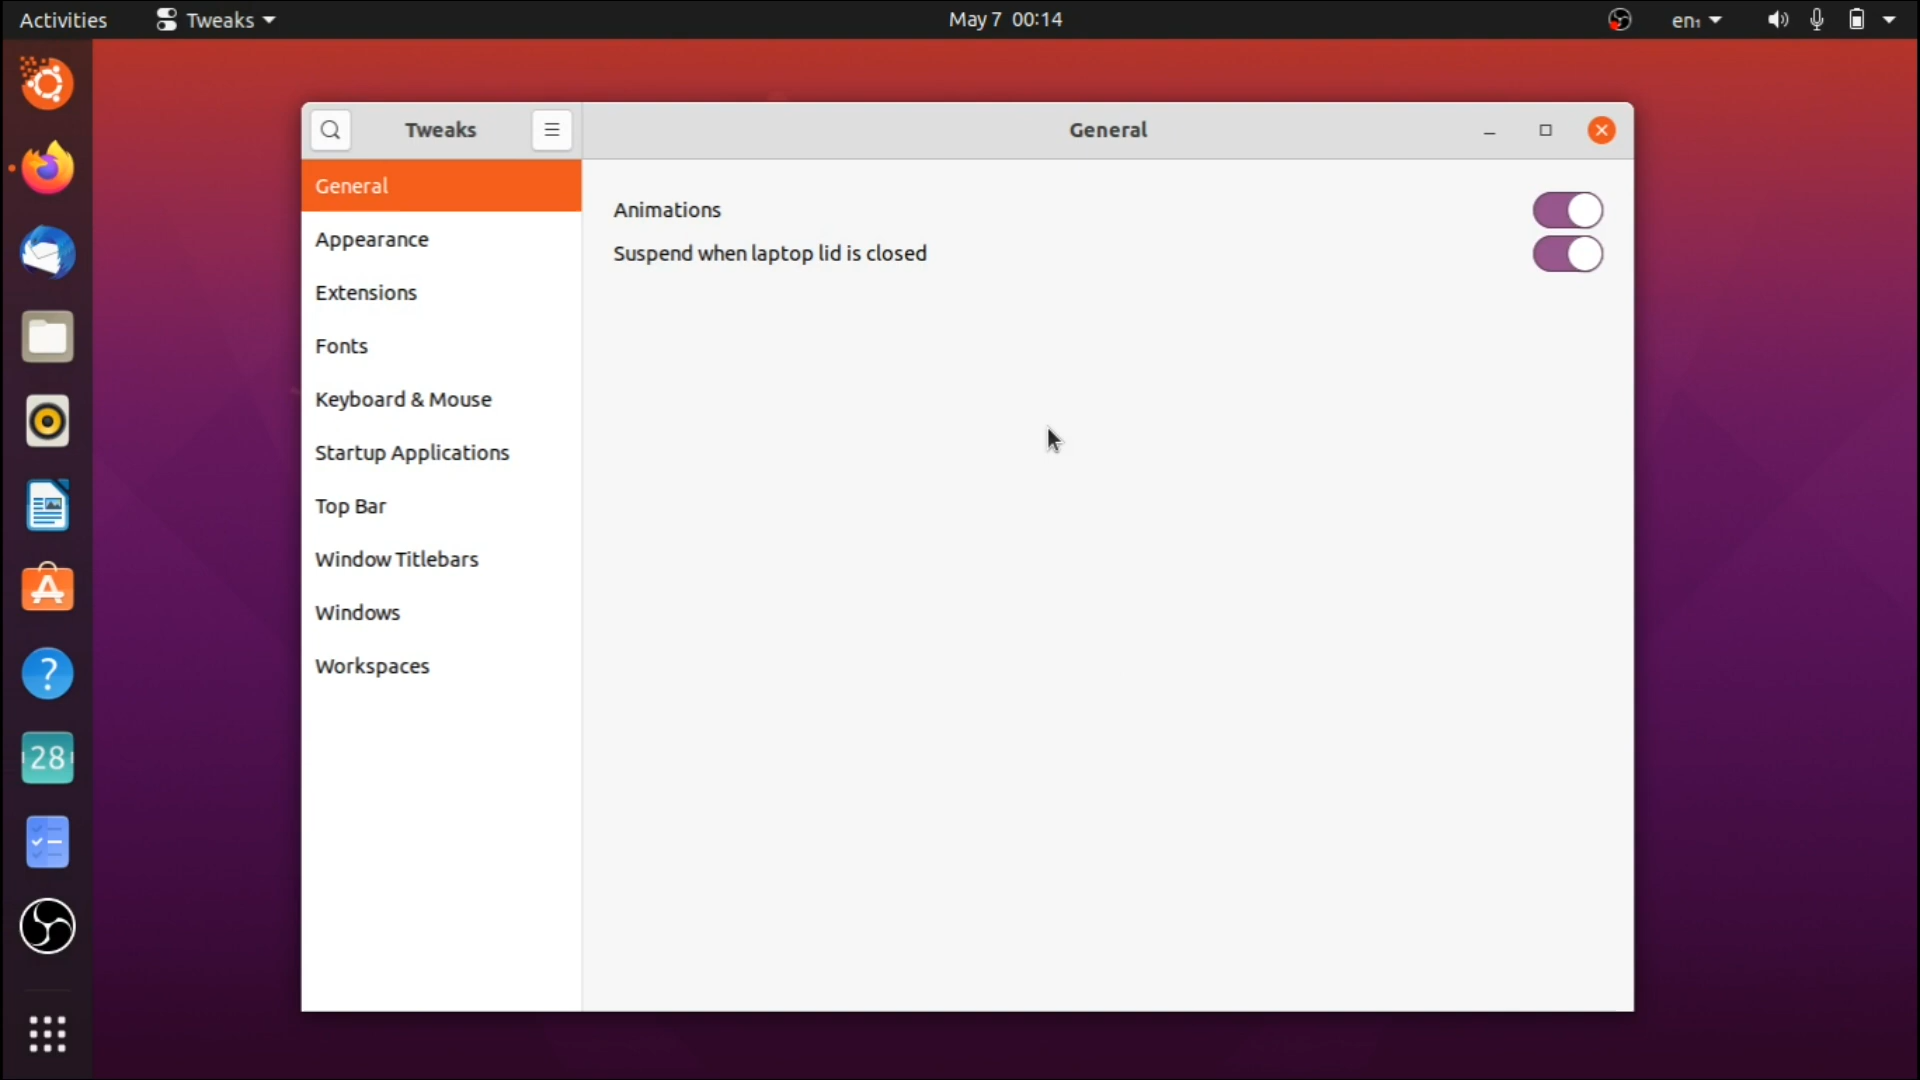 Activities
Tweaks
May 7 00:14
en₁
Tweaks
General
General
Appearance
Extensions
Fonts
Keyboard & Mouse
Startup Applications
Top Bar
Window Titlebars
Windows
Workspaces
Animations
Suspend when laptop lid is closed
?
28